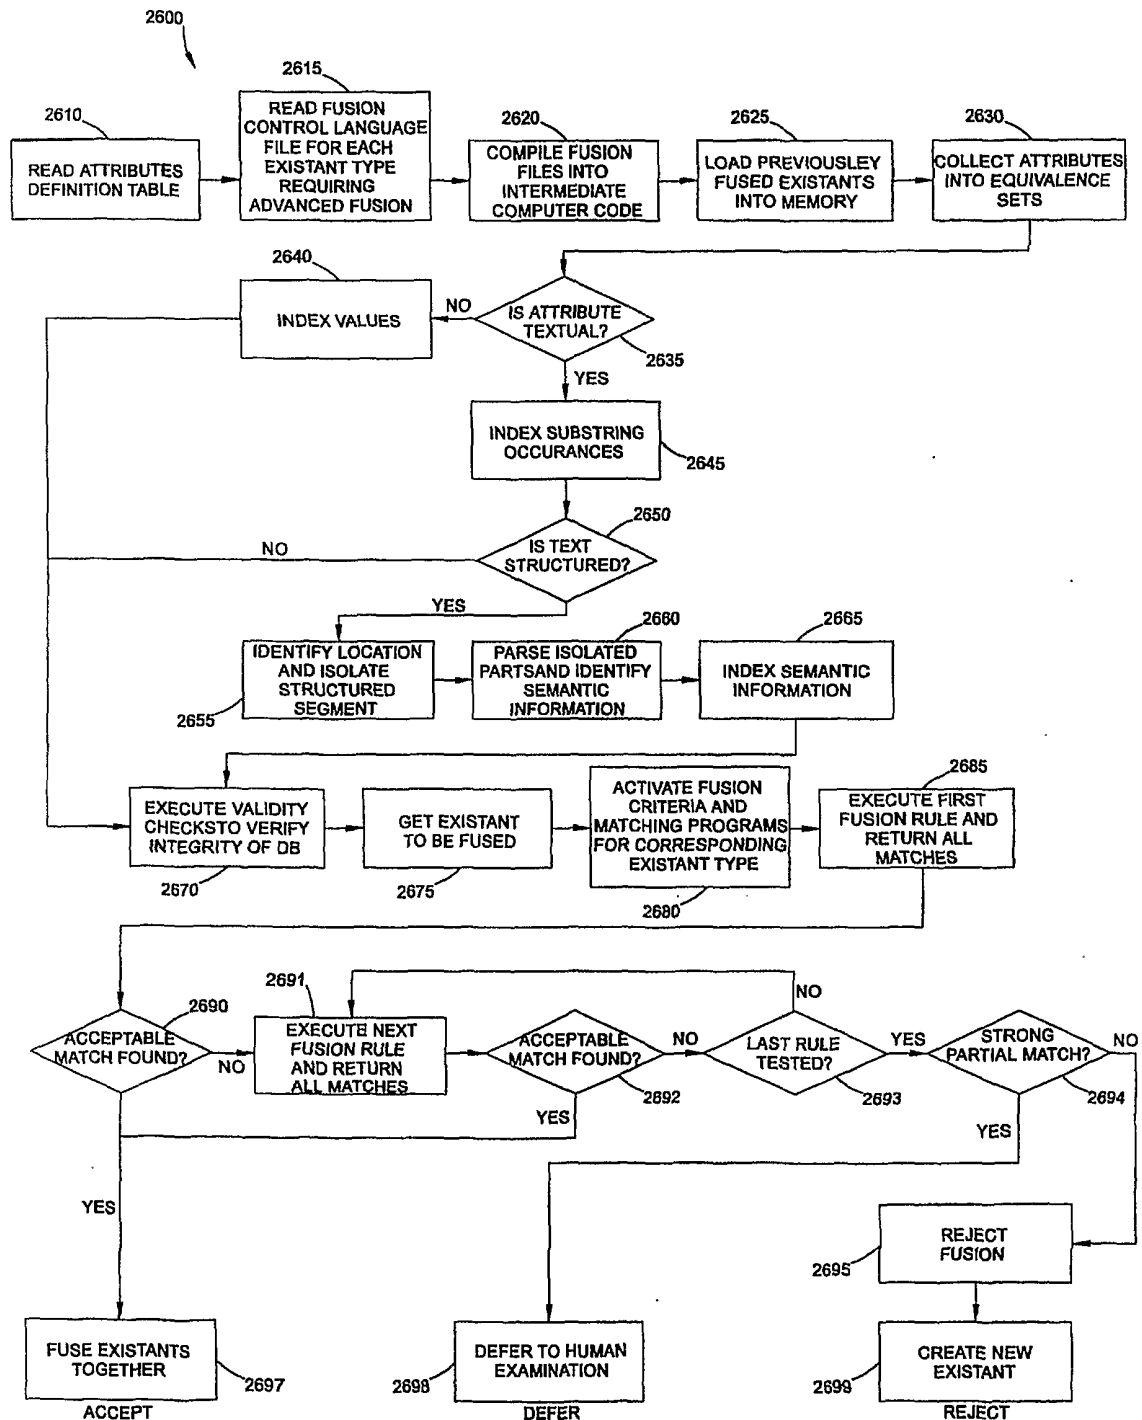 2600
2610
READ ATTRIBUTES
DEFINITION TABLE
2615
READ FUSION
CONTROL LANGUAGE
FILE FOR EACH
EXISTANT TYPE
REQUIRING
ADVANCED FUSION
2620
COMPILE FUSION
FILES INTO
INTERMEDIATE
COMPUTER CODE
2625
LOAD PREVIOUSLEY
FUSED EXISTANTS
INTO MEMORY
2630
COLLECT ATTRIBUTES
INTO EQUIVALENCE
SETS
2640
INDEX VALUES
NO
IS ATTRIBUTE
TEXTUAL?
2635
YES
INDEX SUBSTRING
OCCURANCES
2645
2650
IS TEXT
STRUCTURED?
NO
YES
IDENTIFY LOCATION
AND ISOLATE
STRUCTURED
SEGMENT
2655
2660
PARSE ISOLATED
PARTSAND IDENTIFY
SEMANTIC
INFORMATION
2665
INDEX SEMANTIC
INFORMATION
EXECUTE VALIDITY
CHECKSTO VERIFY
INTEGRITY OF DB
2670
GET EXISTANT
TO BE FUSED
2675
ACTIVATE FUSION
CRITERIA AND
MATCHING PROGRAMS
FOR CORRESPONDING
EXISTANT TYPE
2680
2685
EXECUTE FIRST
FUSION RULE AND
RETURN ALL
MATCHES
2690
ACCEPTABLE
MATCH FOUND?
NO
2691
EXECUTE NEXT
FUSION RULE
AND RETURN
ALL MATCHES
ACCEPTABLE
MATCH FOUND?
2692
NO
YES
NO
LAST RULE
TESTED?
2693
YES
STRONG
PARTIAL MATCH?
2694
NO
YES
YES
REJECT
FUSION
2695
FUSE EXISTANTS
TOGETHER
2697
ACCEPT
DEFER TO HUMAN
EXAMINATION
2698
DEFER
CREATE NEW
EXISTANT
2699
REJECT